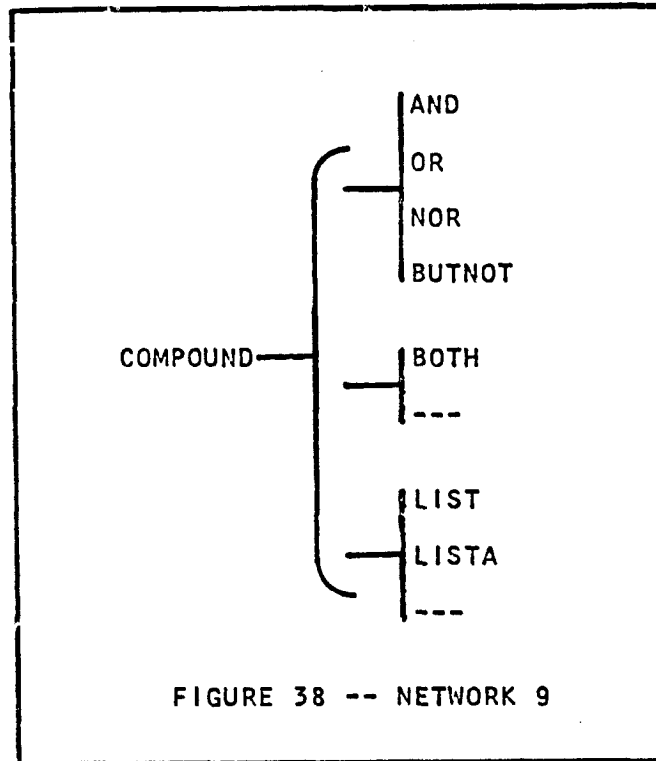 AND
OR
NOR
BUTNOT
COMPOUND
BOTH
---
LIST
LISTA
---
FIGURE 38 -- NETWORK 9